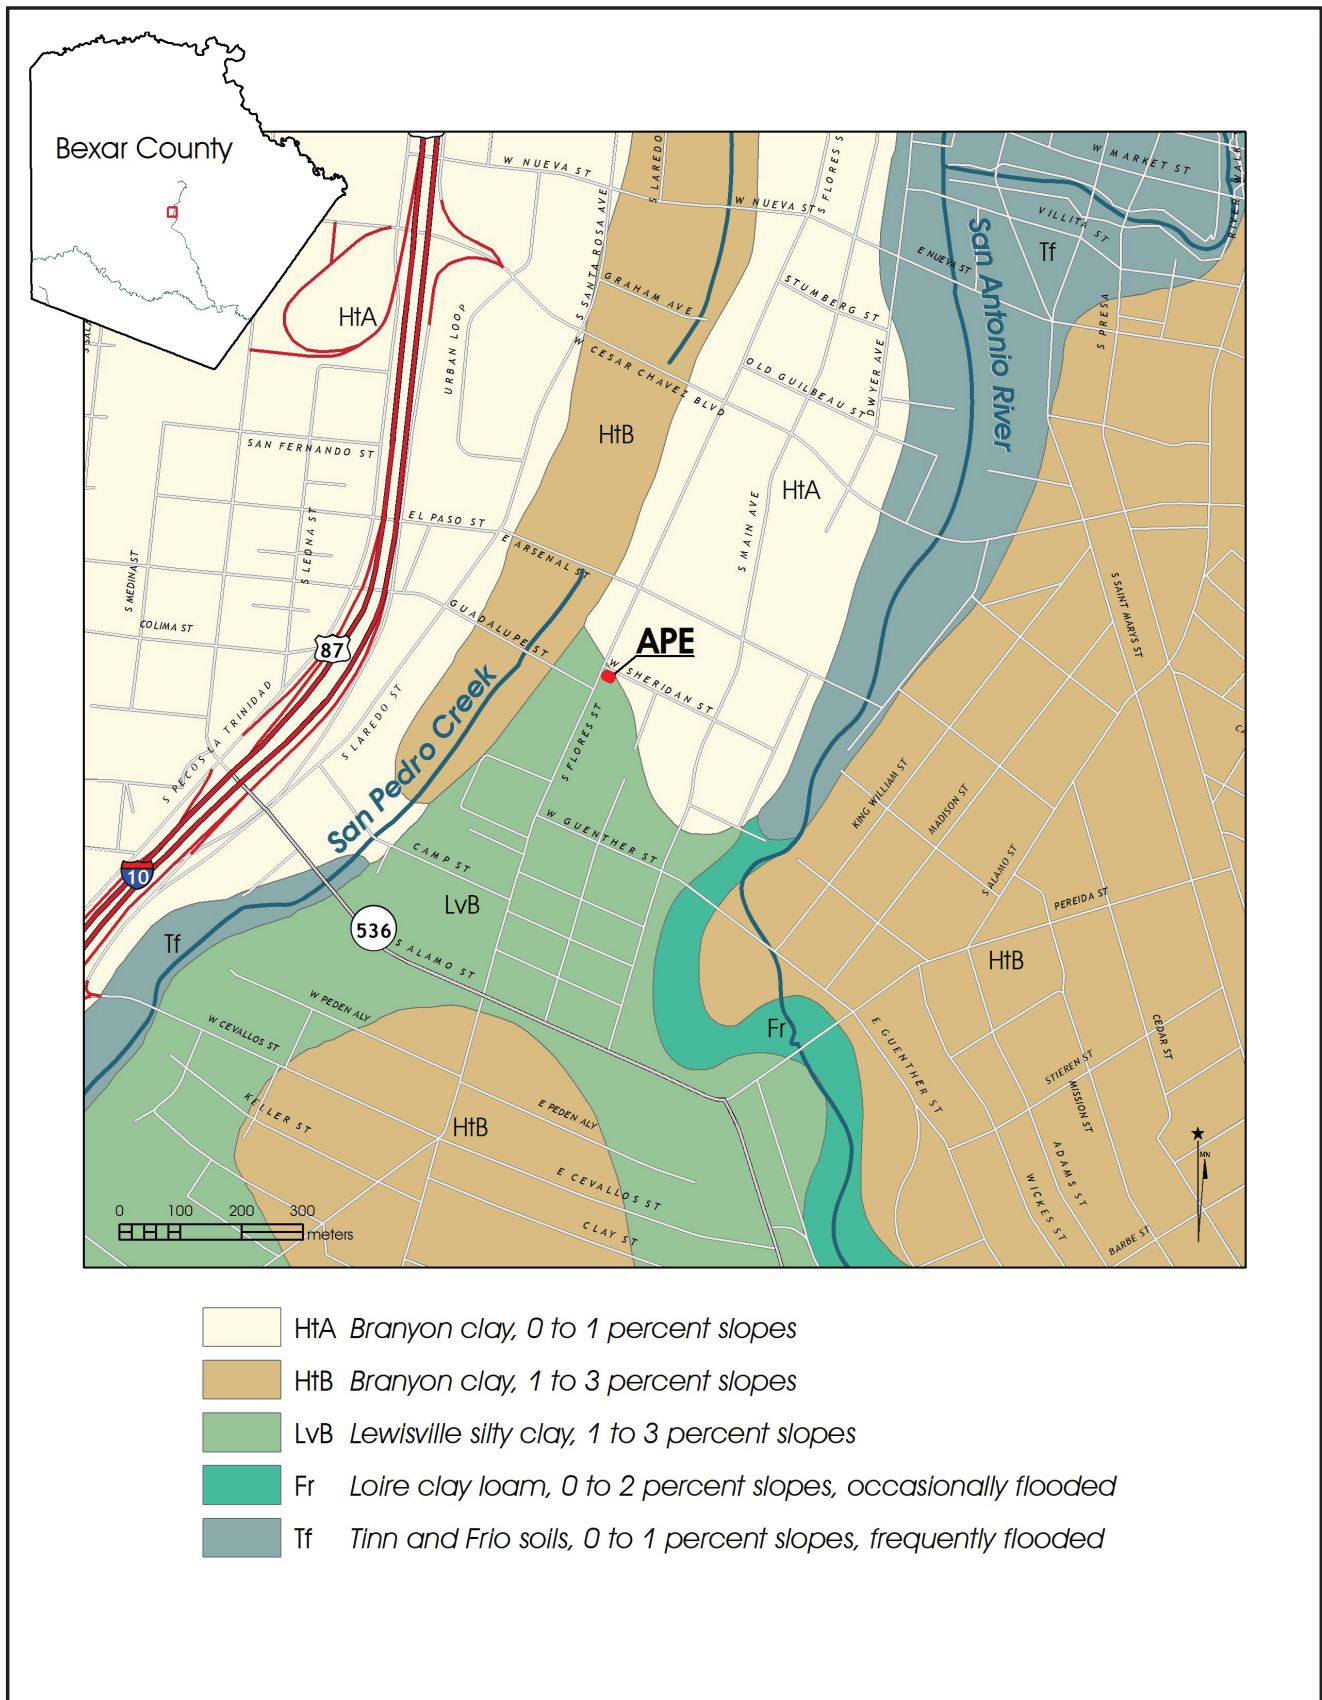 Bexar County
W NUEVA ST
S LAREDO
S FLORES S
W MARKET ST
RIVER WALK
W NUEVA ST
VILLITA ST
S SANTA ROSA AVE
San Antonio River
Tf
E NUEVA ST
GRAHAM AVE
STUMBERG ST
S PRESA
HtA
URBAN LOOP
W CESAR CHAVEZ BLVD
OLD GUILBEAU ST
DWYER AVE
HtB
SAN FERNANDO ST
HtA
S MAIN AVE
EL PASO ST
S LEONA ST
E ARSENAL ST
S MEDINA ST
S SAINT MARYS ST
GUADALUPE ST
COLIMA ST
87
APE
W SHERIDAN ST
San Pedro Creek
S LAREDO ST
S PECOS LA TRINIDAD
S FLORES ST
KING WILLIAM ST
MADISON ST
W GUENTHER ST
CAMP ST
S ALAMO ST
10
LvB
PEREIDA ST
536
Tf
S ALAMO ST
HtB
W PEDEN ALY
W CEVALLOS ST
Fr
E GUENTHER ST
CEDAR ST
STIEREN ST
MISSION ST
KELLER ST
E PEDEN ALY
HtB
ADAMS ST
MN
E CEVALLOS ST
WICKES ST
CLAY ST
BARBE ST
0 100 200 300
meters
HtA Branyon clay, 0 to 1 percent slopes
HtB Branyon clay, 1 to 3 percent slopes
LvB Lewisville silty clay, 1 to 3 percent slopes
Fr Loire clay loam, 0 to 2 percent slopes, occasionally flooded
Tf Tinn and Frio soils, 0 to 1 percent slopes, frequently flooded